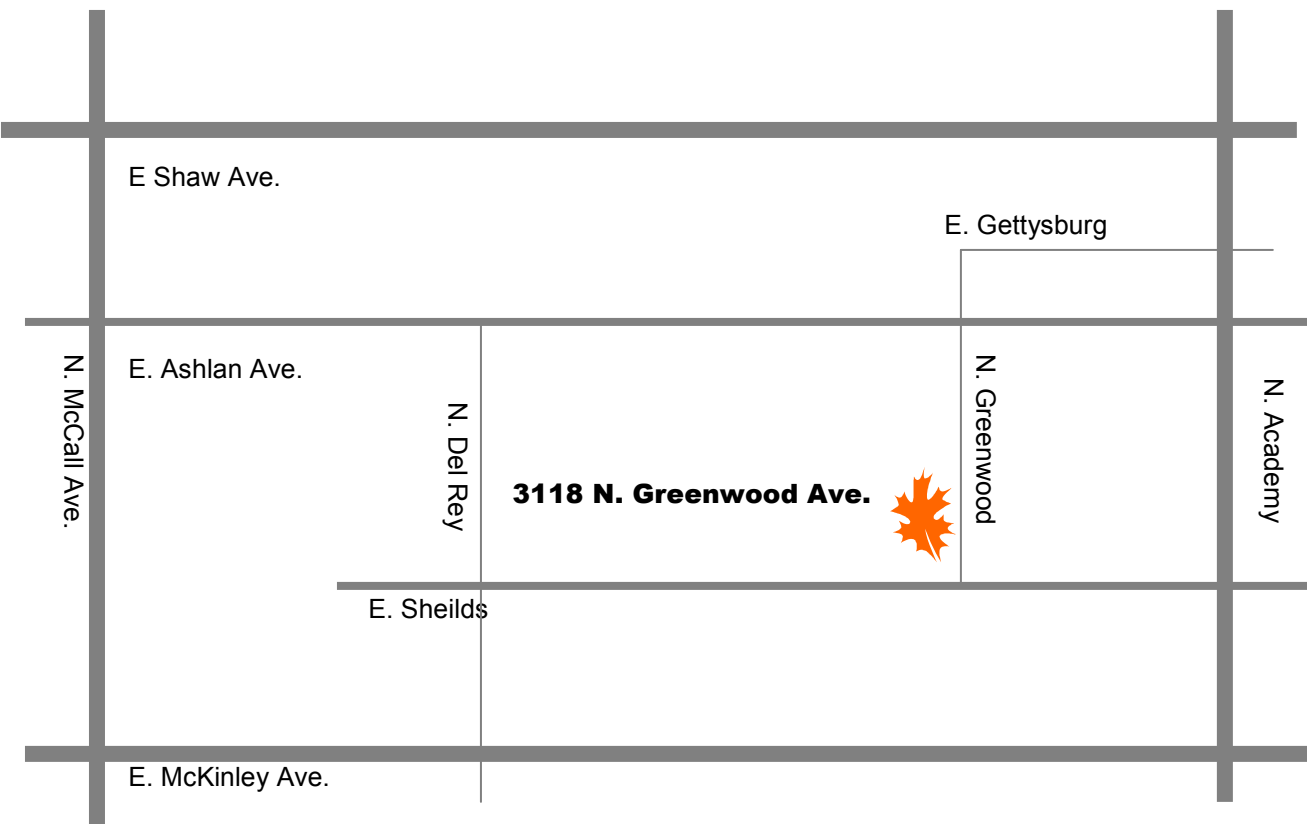 E Shaw Ave.
E. Gettysburg
N. McCall Ave.
E. Ashlan Ave.
N. Del Rey
N. Greenwood
N. Academy
3118 N. Greenwood Ave.
E. Sheilds
E. McKinley Ave.